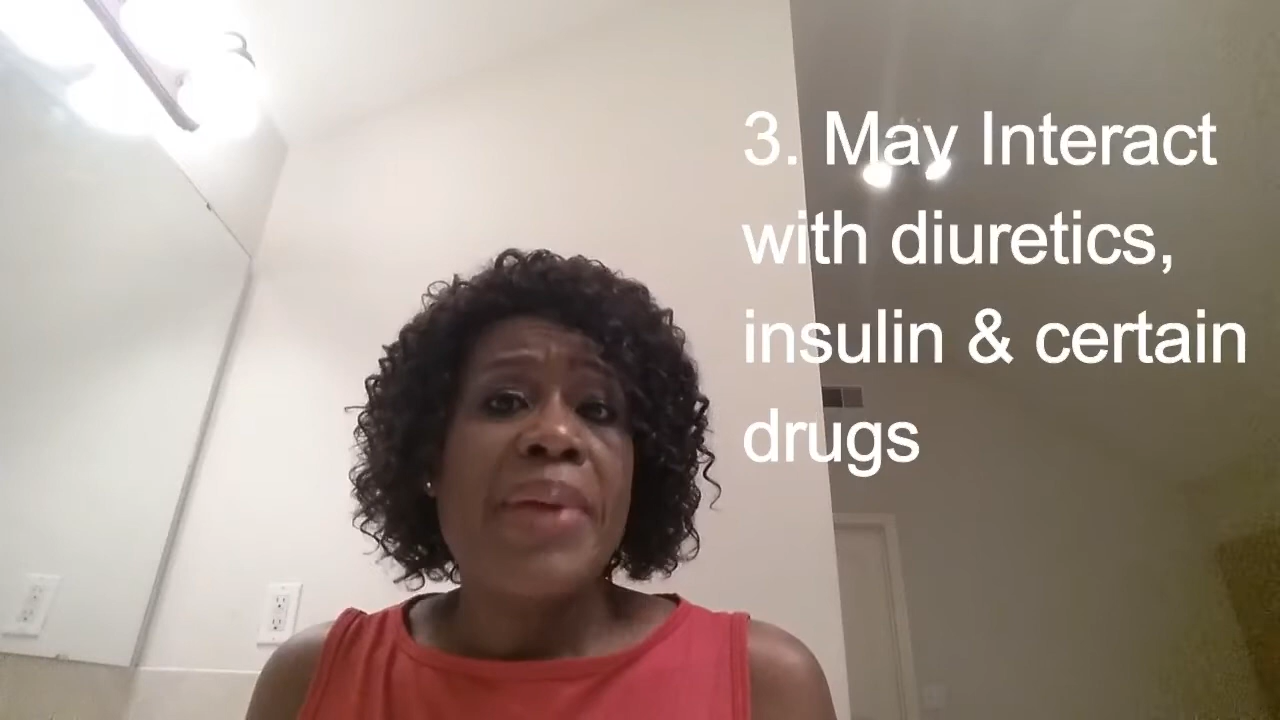 3. May Interact
with diuretics,
insulin & certain
drugs